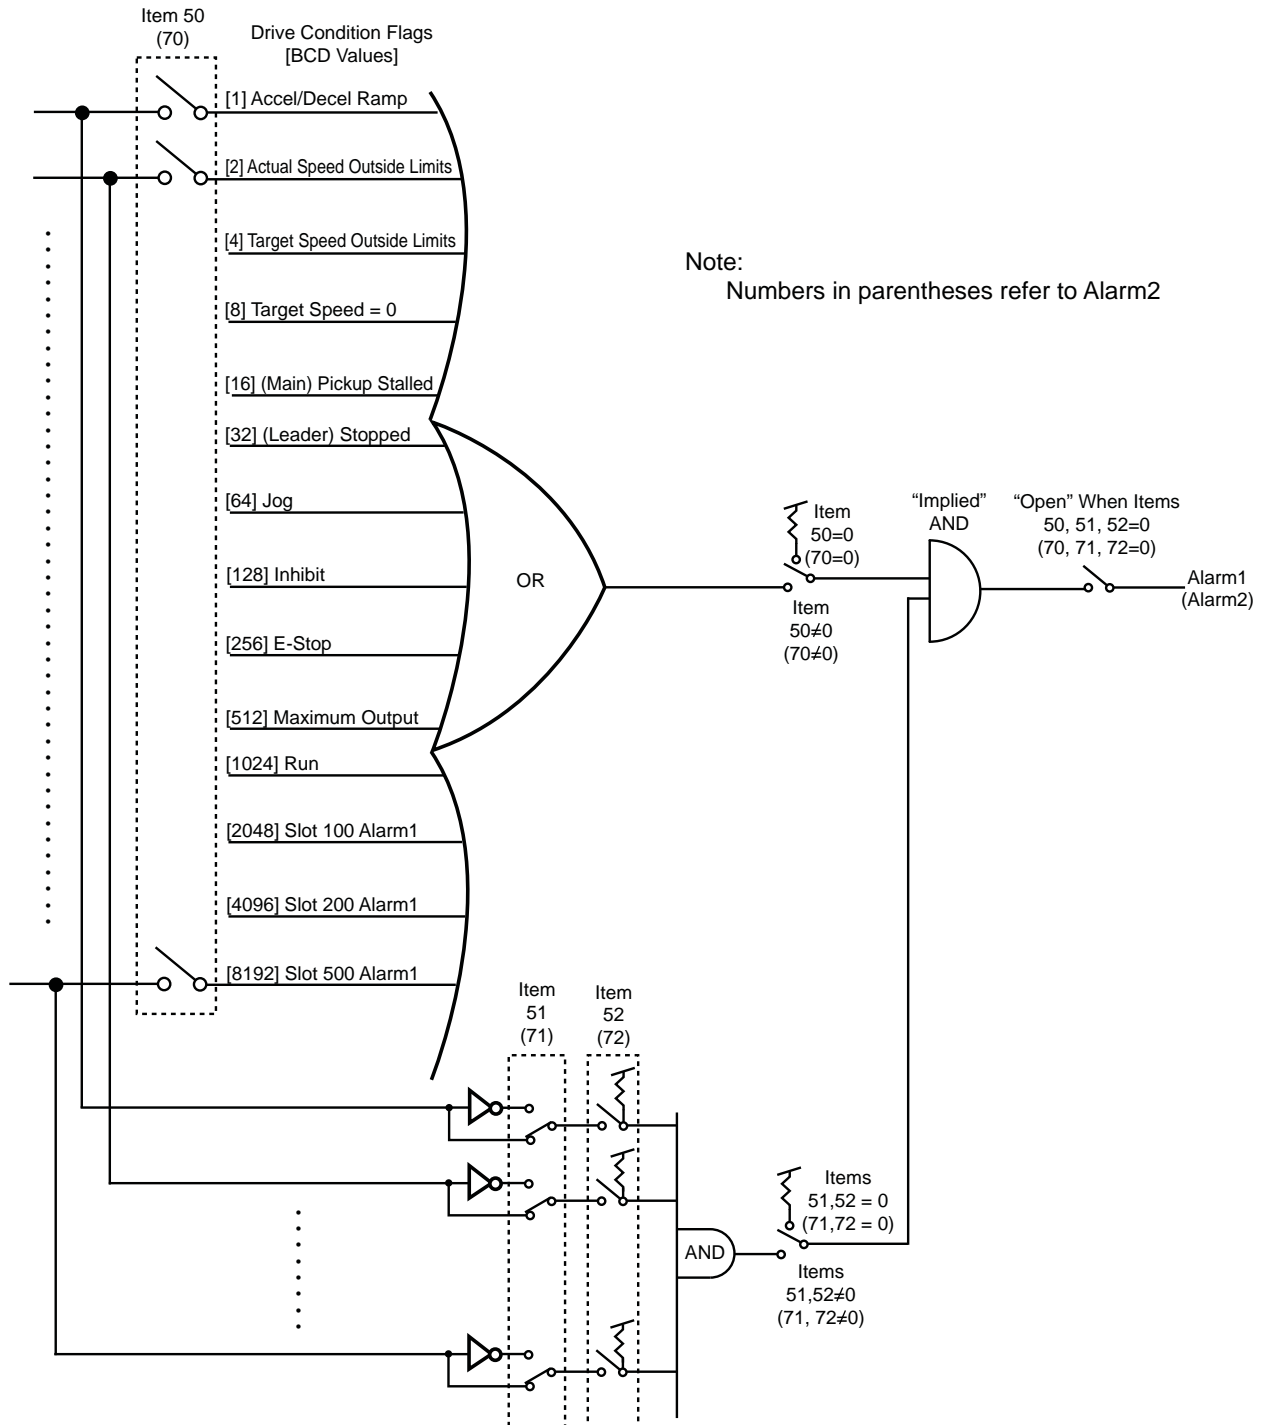 Item 50
(70)
Drive Condition Flags
[BCD Values]
[1] Accel/Decel Ramp
[2] Actual Speed Outside Limits
[4] Target Speed Outside Limits
[8] Target Speed = 0
[16] (Main) Pickup Stalled
[32] (Leader) Stopped
[64] Jog
[128] Inhibit
[256] E-Stop
[512] Maximum Output
[1024] Run
[2048] Slot 100 Alarm1
[4096] Slot 200 Alarm1
[8192] Slot 500 Alarm1
Note:
Numbers in parentheses refer to Alarm2
OR
Item
50=0
(70=0)
Item
50≠0
(70≠0)
“Implied”
AND
“Open” When Items
50, 51, 52=0
(70, 71, 72=0)
Alarm1
(Alarm2)
Item
51
(71)
Item
52
(72)
AND
Items
51,52 = 0
(71,72 = 0)
Items
51,52≠0
(71, 72≠0)